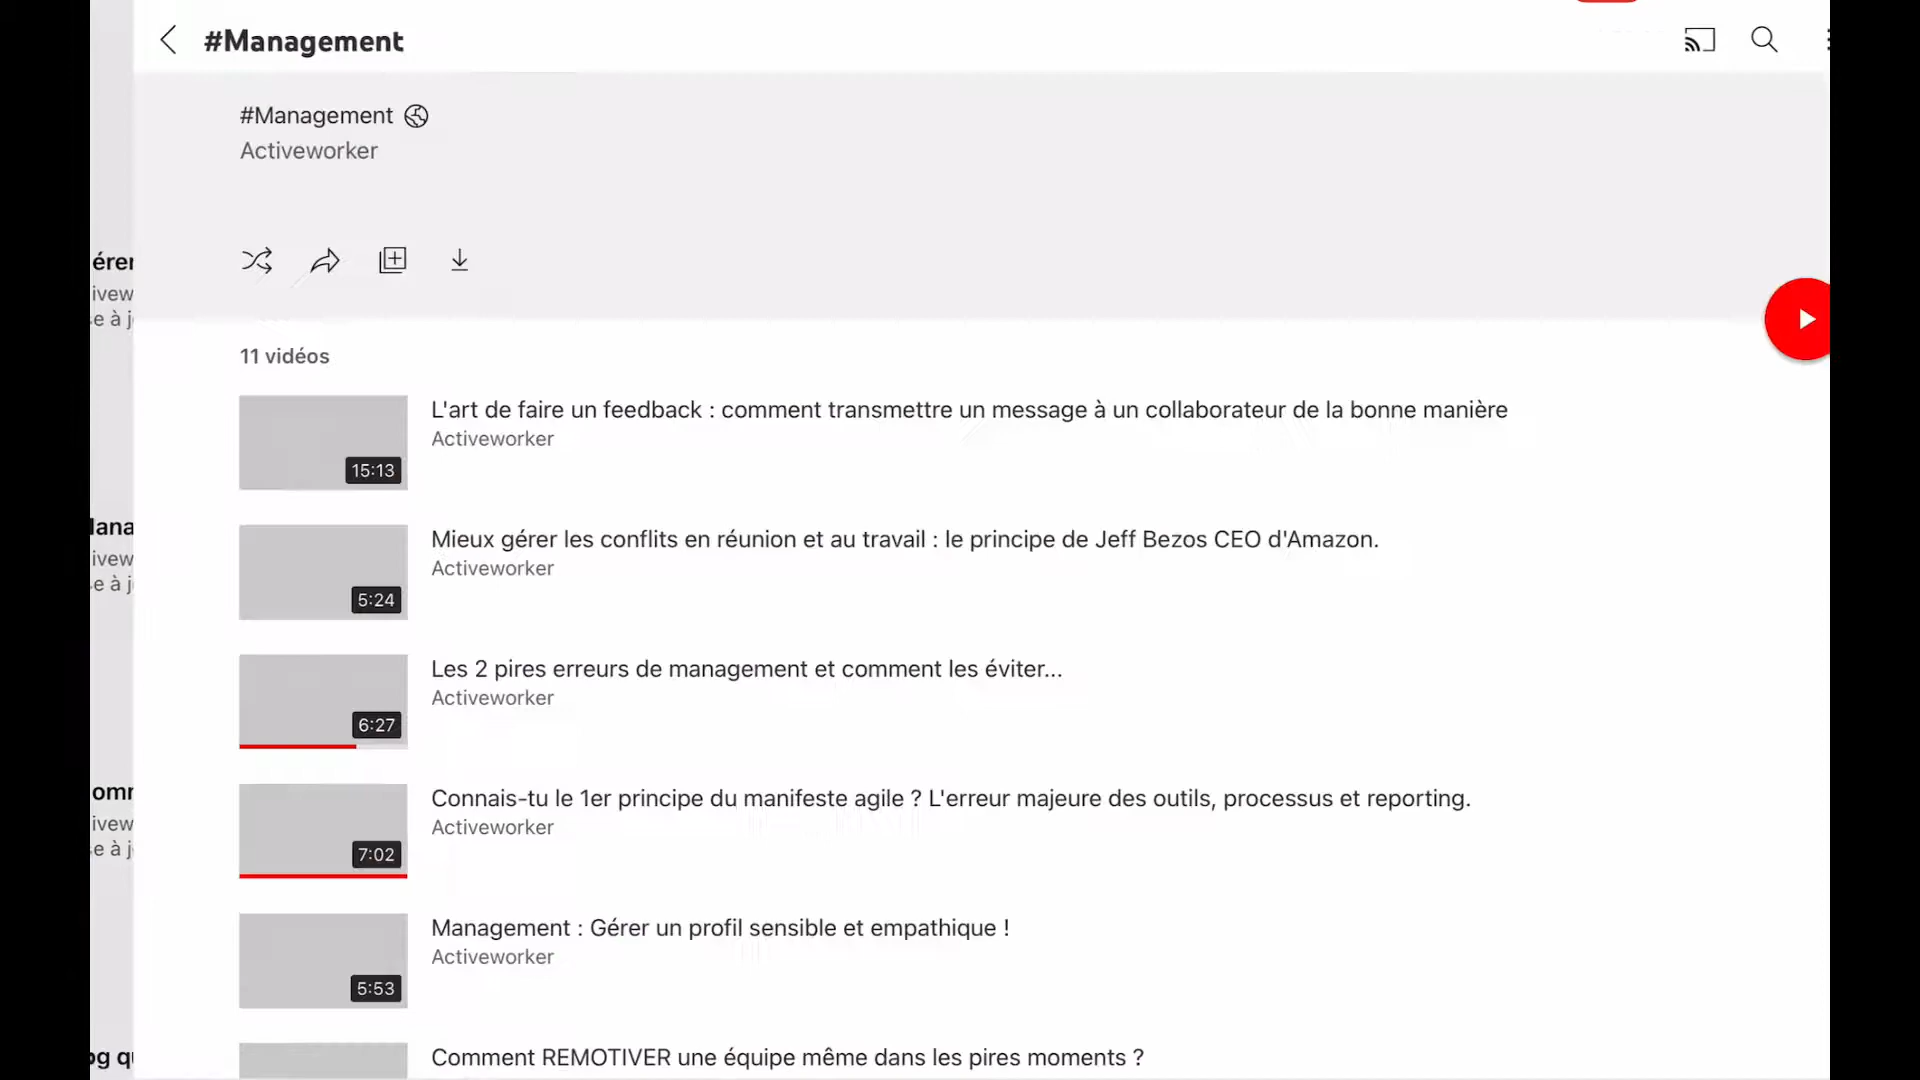 #Management
#Management
Activeworker
11 vidéos
L'art de faire un feedback : comment transmettre un message à un collaborateur de la bonne manière
Activeworker
15:13
Mieux gérer les conflits en réunion et au travail : le principe de Jeff Bezos CEO d'Amazon.
Activeworker
5:24
Les 2 pires erreurs de management et comment les éviter...
Activeworker
6:27
Connais-tu le 1er principe du manifeste agile ? L'erreur majeure des outils, processus et reporting.
Activeworker
7:02
Management : Gérer un profil sensible et empathique !
Activeworker
5:53
Comment REMOTIVER une équipe même dans les pires moments ?